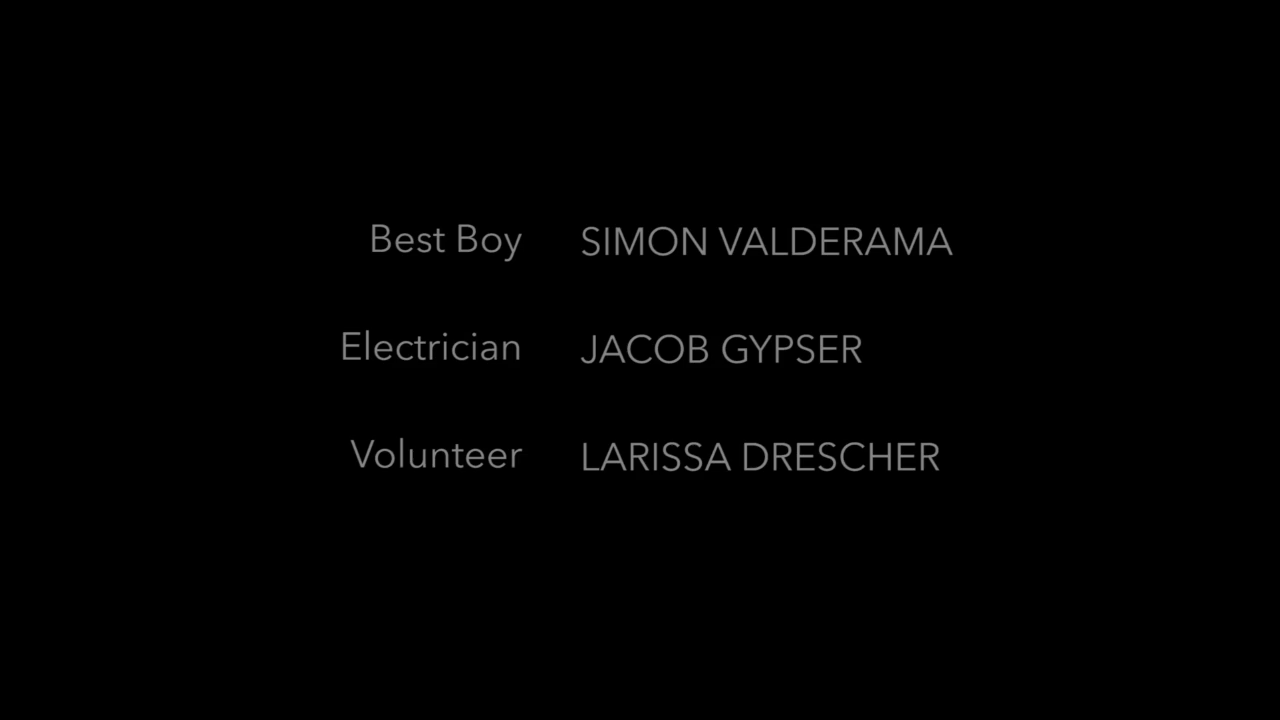 Best Boy SIMON VALDERAMA
Electrician JACOB GYPSER
Volunteer LARISSA DRESCHER